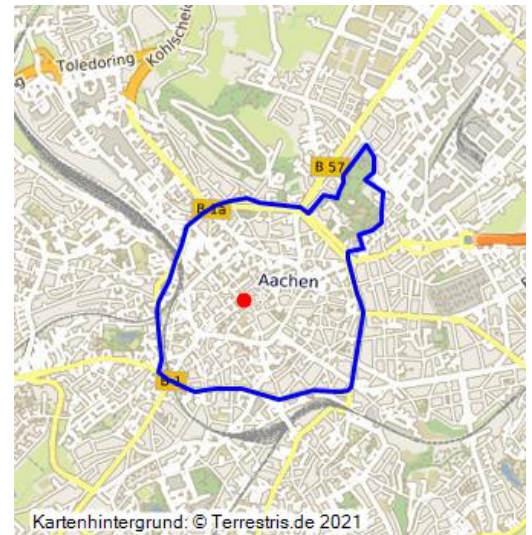 Toledoring
Kohlscheid
B 57
B 1a
Aachen
B 1
Kartenhintergrund: © Terrestris.de 2021